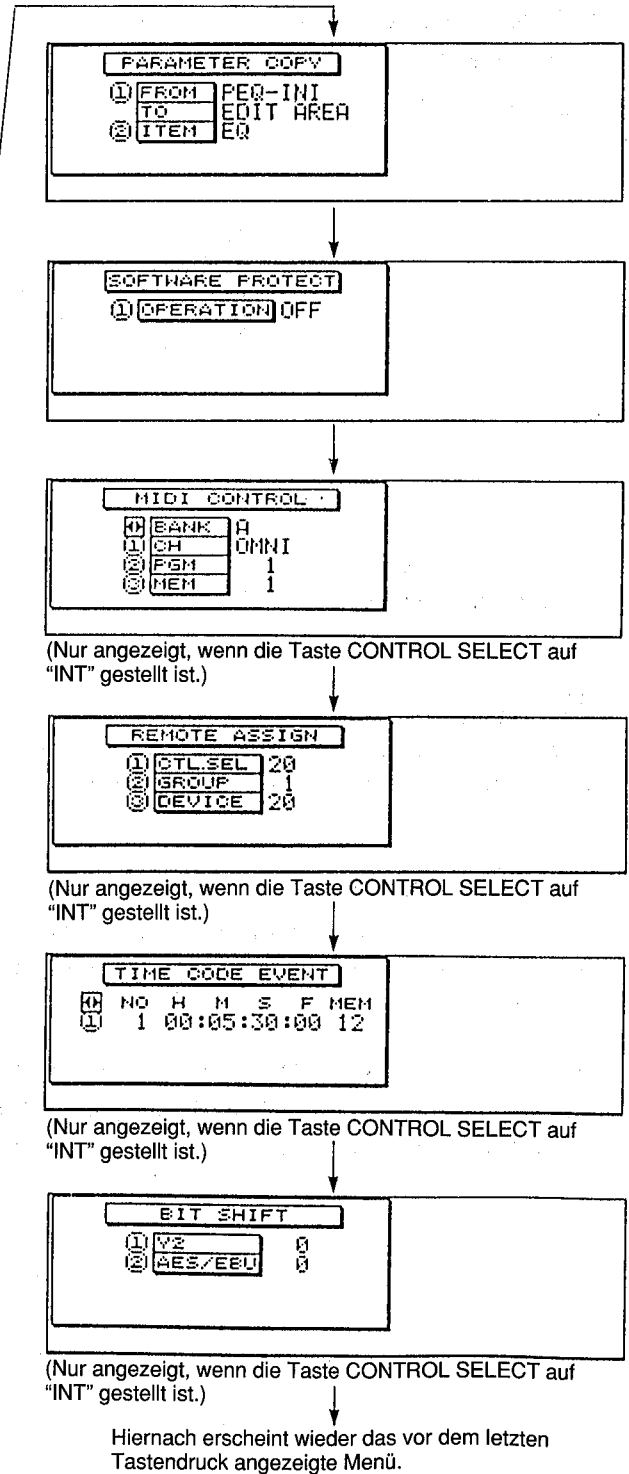 PARAMETER COPY
① FROM PEQ-INI
TO EDIT AREA
② ITEM EQ
SOFTWARE PROTECT
① OPERATION OFF
MIDI CONTROL
BANK A
① CH OMNI
② PGM 1
③ MEM 1
(Nur angezeigt, wenn die Taste CONTROL SELECT auf
“INT” gestellt ist.)
REMOTE ASSIGN
① CTL.SEL 20
② GROUP 1
③ DEVICE 20
(Nur angezeigt, wenn die Taste CONTROL SELECT auf
“INT” gestellt ist.)
TIME CODE EVENT
NO H M S F MEM
① 1 00:05:30:00 12
(Nur angezeigt, wenn die Taste CONTROL SELECT auf
“INT” gestellt ist.)
BIT SHIFT
① Y2 0
② AES/EBU 0
(Nur angezeigt, wenn die Taste CONTROL SELECT auf
“INT” gestellt ist.)
Hiernach erscheint wieder das vor dem letzten
Tastendruck angezeigte Menü.